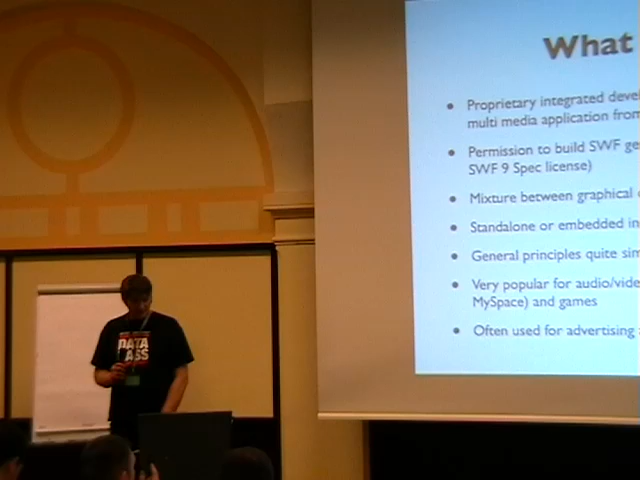 What
• Proprietary integrated devel
multi media application from
• Permission to build SWF ge
SWF 9 Spec license)
• Mixture between graphical
• Standalone or embedded in
• General principles quite sim
• Very popular for audio/vide
MySpace) and games
• Often used for advertising
DATA
ASS